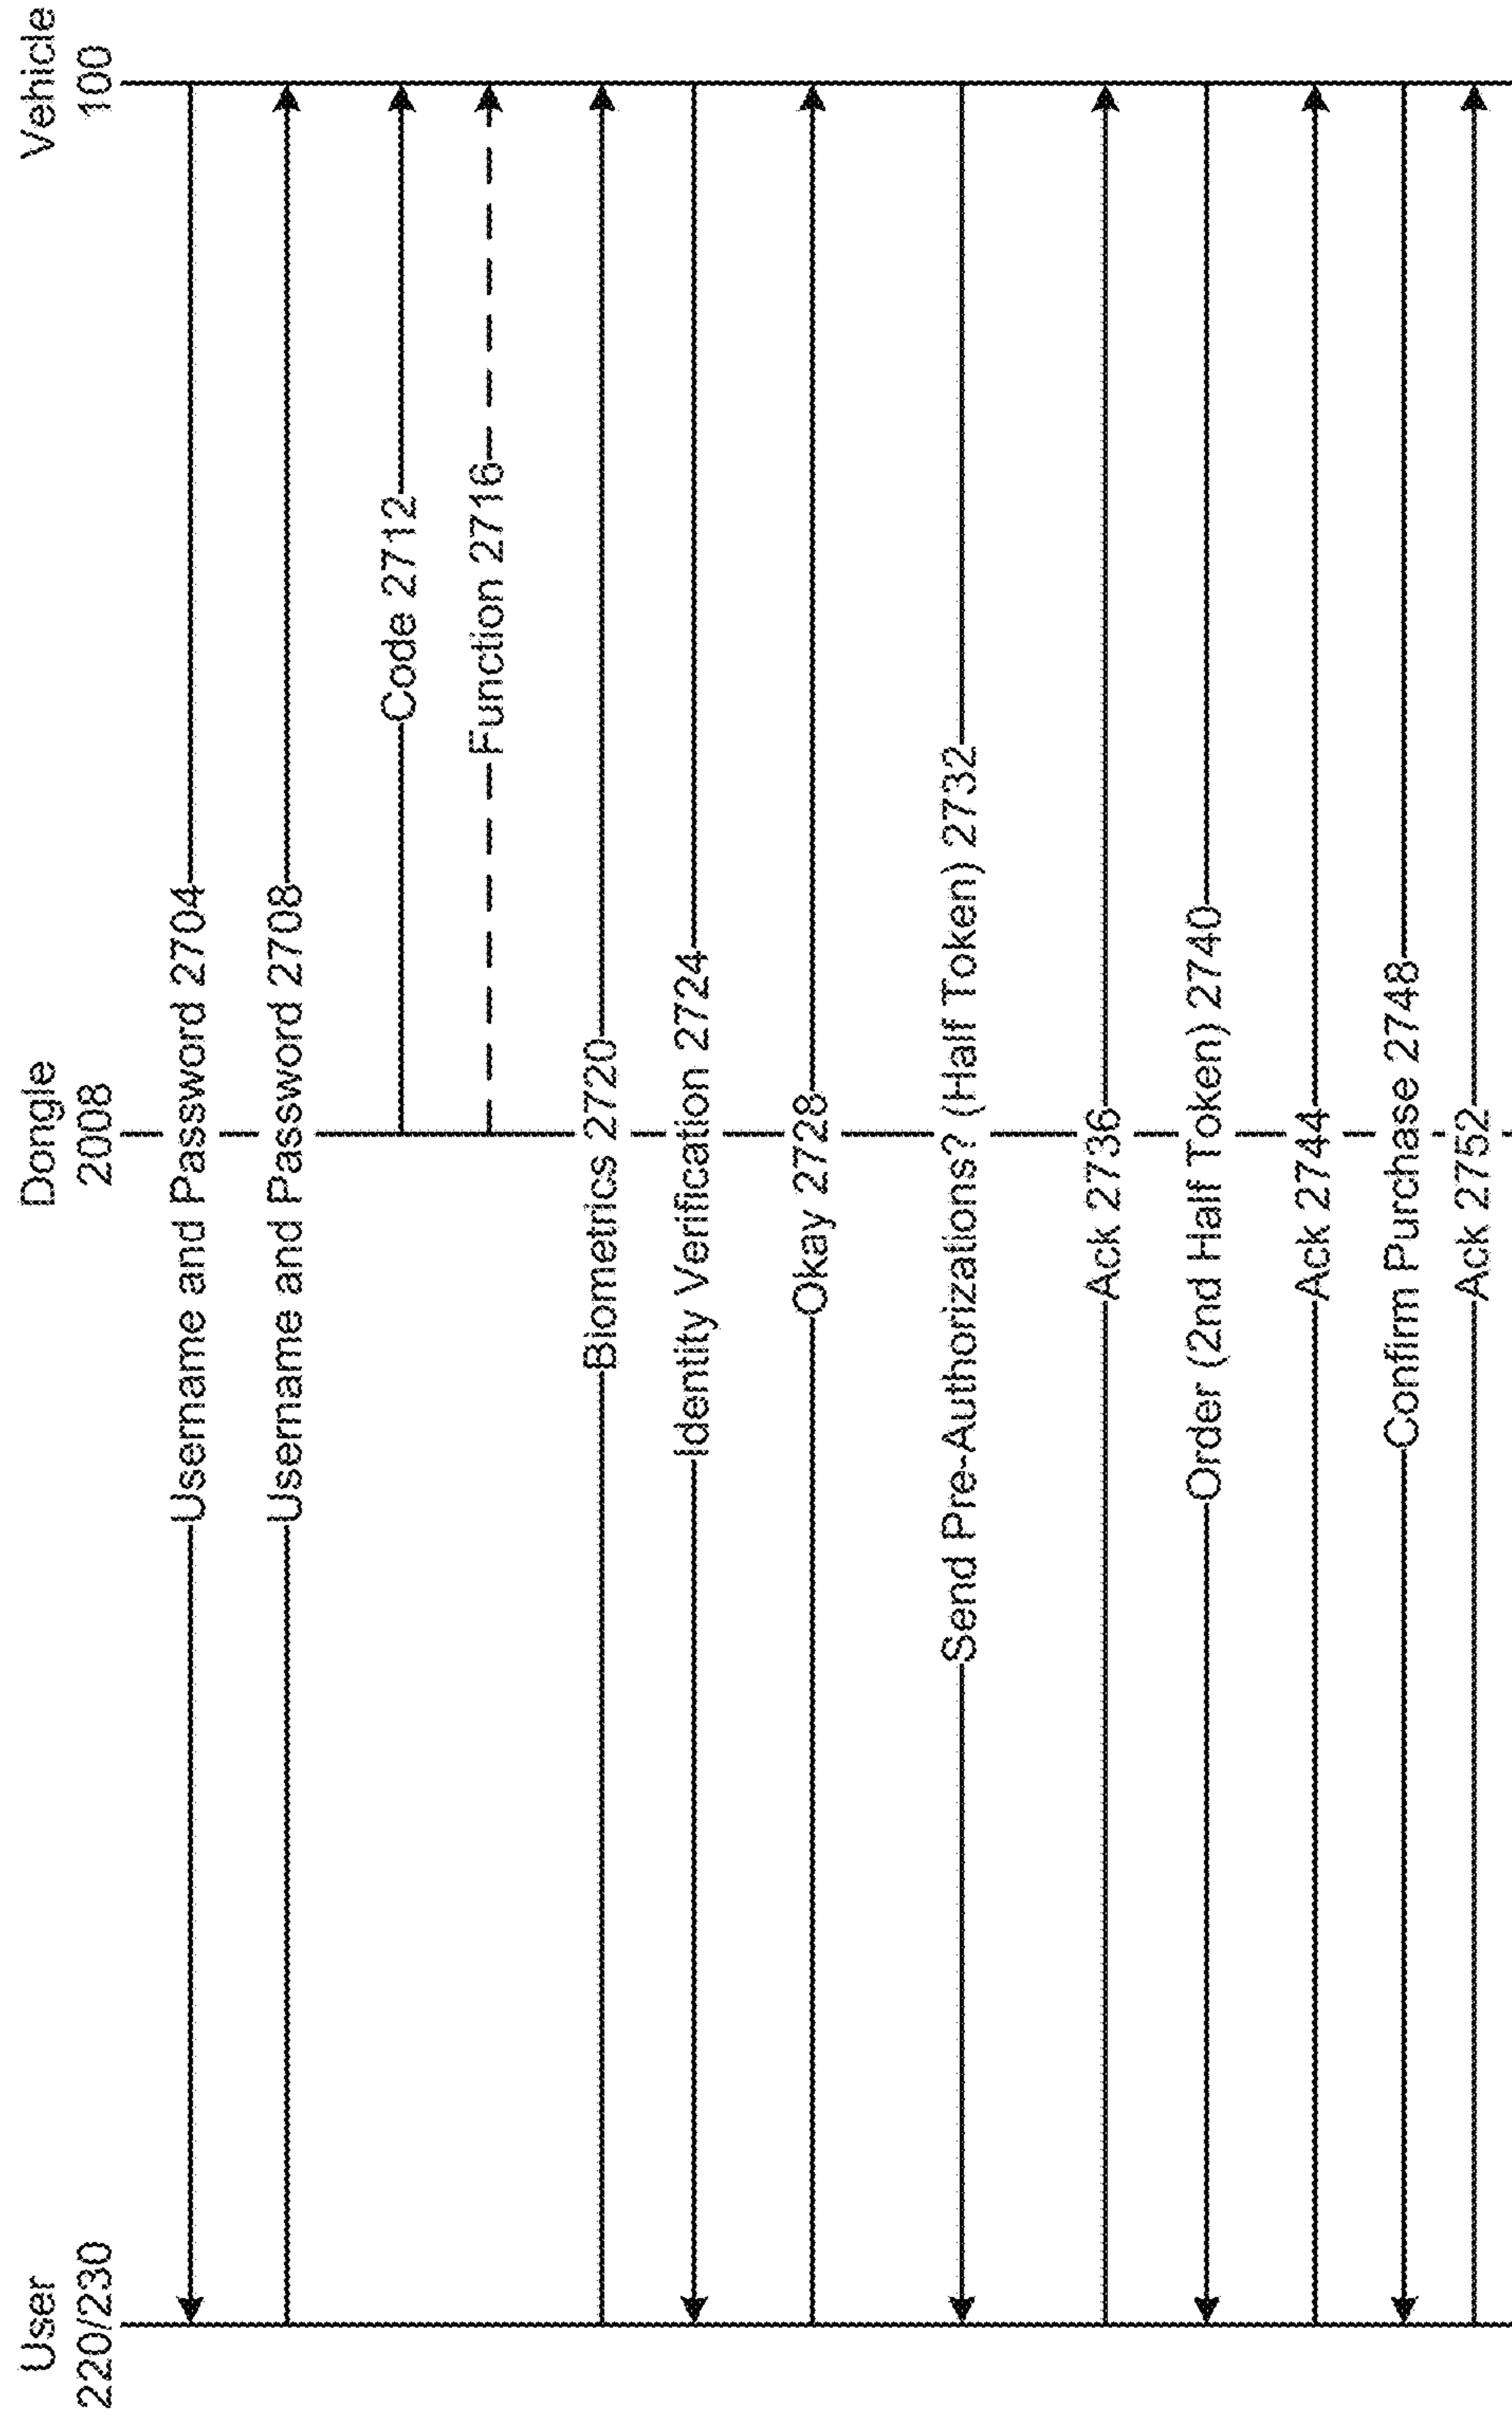 User
220/230
Dongle
2008
Vehicle
100
Username and Password 2704
Username and Password 2708
Code 2712
Function 2716
Biometrics 2720
Identity Verification 2724
Okay 2728
Send Pre-Authorizations? (Half Token) 2732
Ack 2736
Order (2nd Half Token) 2740
Ack 2744
Confirm Purchase 2748
Ack 2752